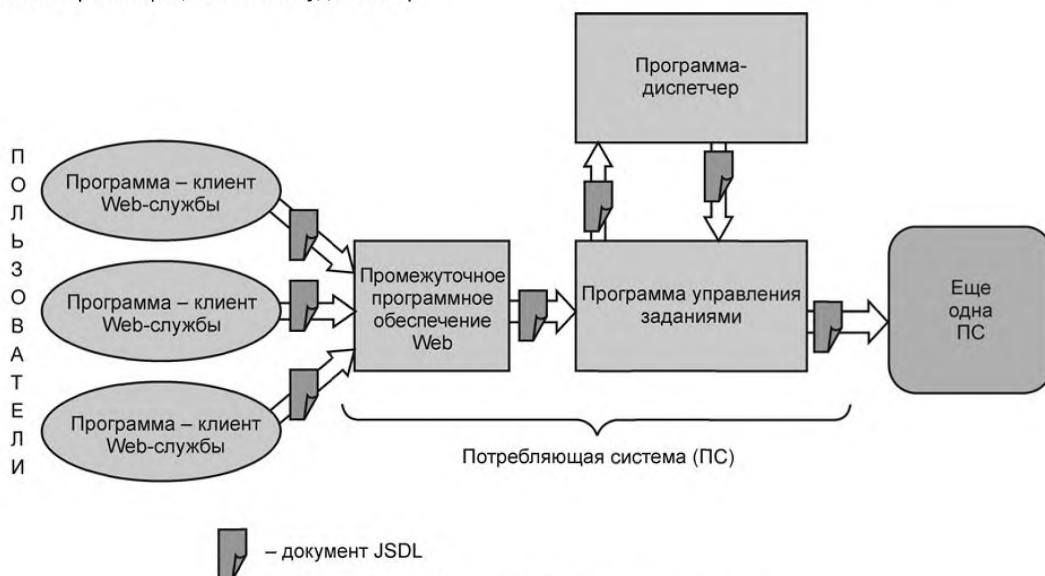 Программа-
диспетчер
ПОЛЬЗОВАТЕЛИ
Программа – клиент
Web-службы
Программа – клиент
Web-службы
Программа – клиент
Web-службы
Промежуточное
программное
обеспечение
Web
Программа управления
заданиями
Еще
одна
ПС
Потребляющая система (ПС)
– документ JSDL